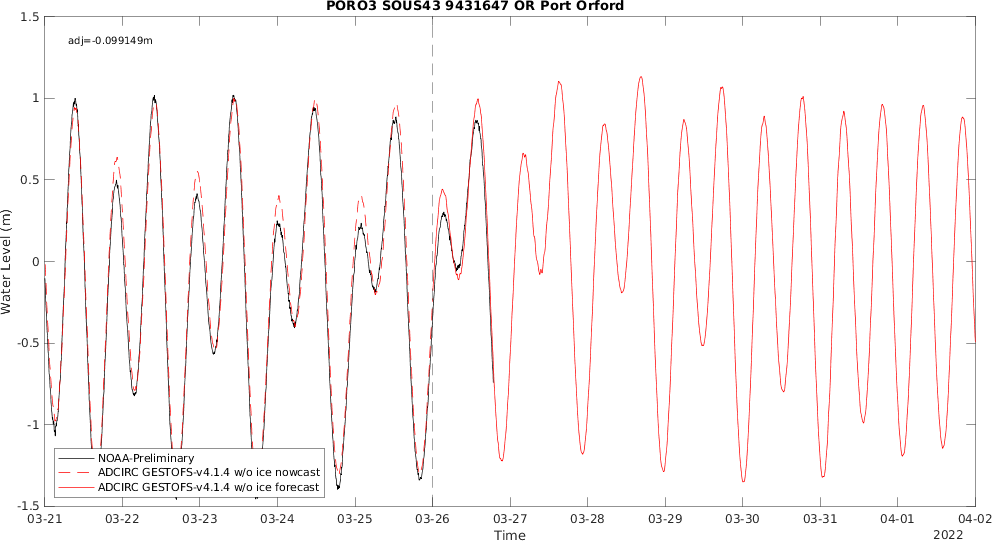 PORO3 SOUS43 9431647 OR Port Orford
adj=-0.099149m
Water Level (m)
1.5
1
0.5
0
-0.5
-1
-1.5
NOAA-Preliminary
ADCIRC GESTOFS-v4.1.4 w/o ice nowcast
ADCIRC GESTOFS-v4.1.4 w/o ice forecast
03-21 03-22 03-23 03-24 03-25 03-26 03-27 03-28 03-29 03-30 03-31 04-01 04-02
Time
2022